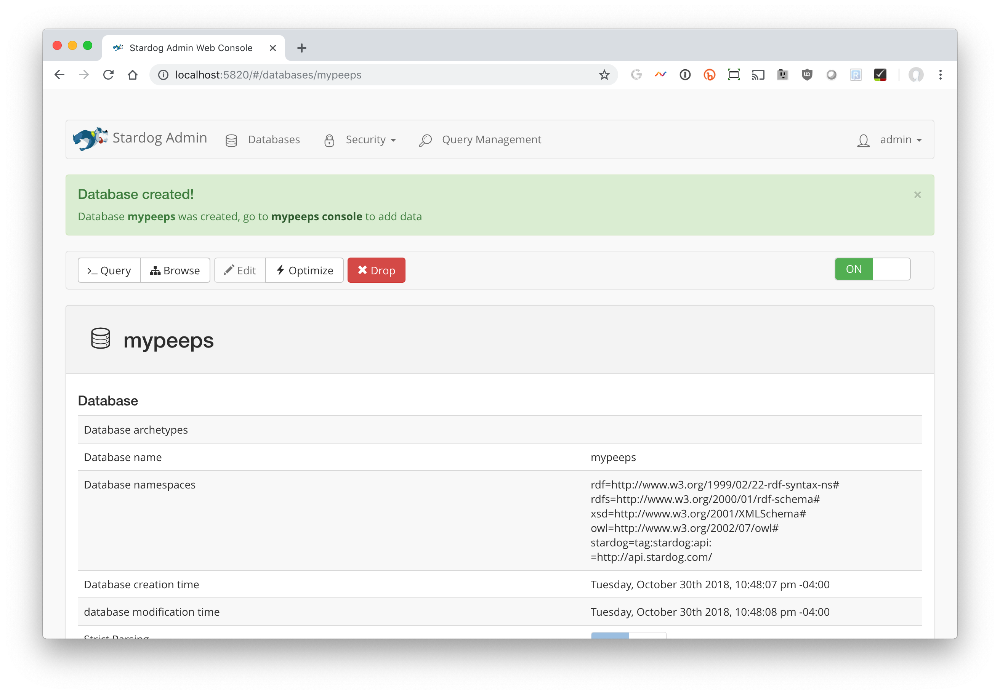 Stardog Admin Web Console
localhost:5820/#/databases/mypeeps
Stardog Admin Databases Security Query Management admin
Database created!
Database mypeeps was created, go to mypeeps console to add data
Query Browse Edit Optimize Drop ON
mypeeps
Database
Database archetypes
Database name mypeeps
Database namespaces rdf=http://www.w3.org/1999/02/22-rdf-syntax-ns#
rdfs=http://www.w3.org/2000/01/rdf-schema#
xsd=http://www.w3.org/2001/XMLSchema#
owl=http://www.w3.org/2002/07/owl#
stardog=tag:stardog:api:
=http://api.stardog.com/
Database creation time Tuesday, October 30th 2018, 10:48:07 pm -04:00
database modification time Tuesday, October 30th 2018, 10:48:08 pm -04:00
Strict Parsing